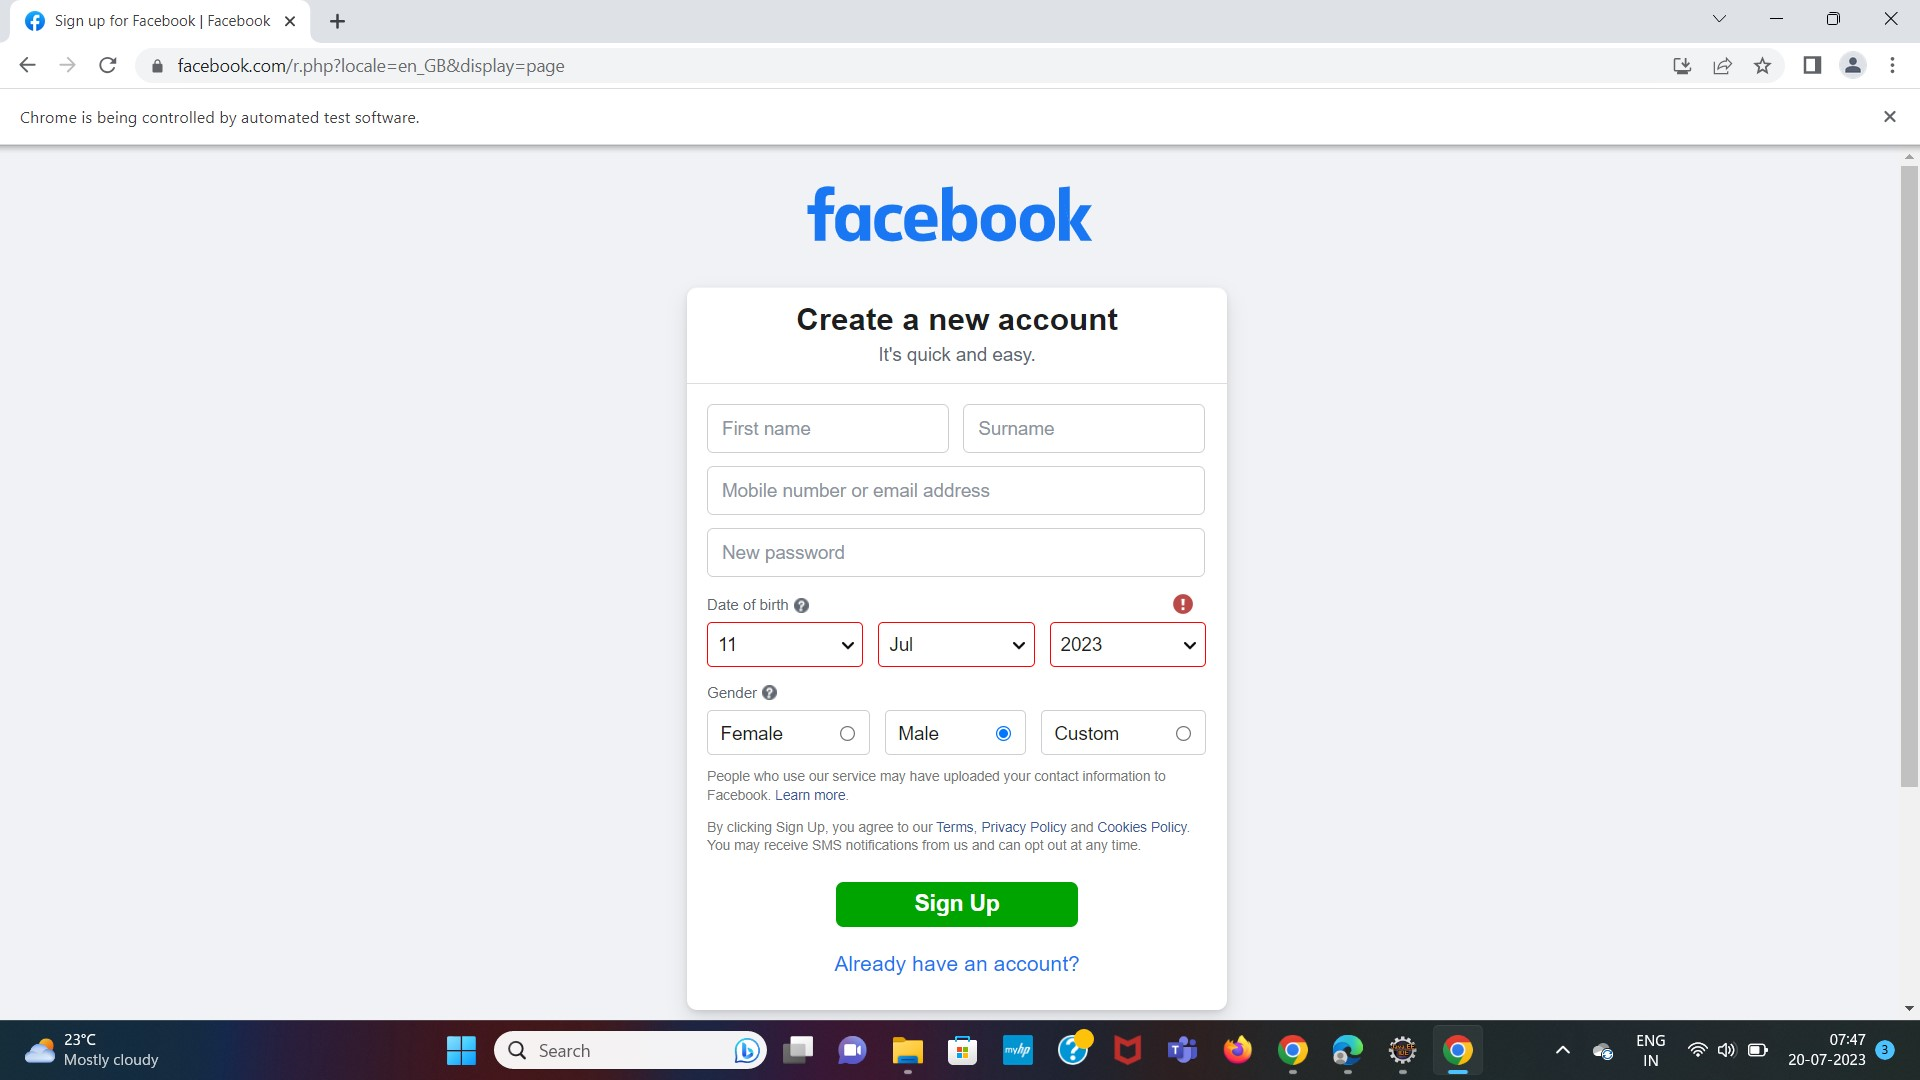 Sign up for Facebook | Facebook
facebook.com/r.php?locale=en_GB&display=page
Chrome is being controlled by automated test software.
facebook
Create a new account
It's quick and easy.
First name Surname
Mobile number or email address
New password
Date of birth
11 Jul 2023
Gender
Female Male Custom
People who use our service may have uploaded your contact information to
Facebook. Learn more.
By clicking Sign Up, you agree to our Terms, Privacy Policy and Cookies Policy.
You may receive SMS notifications from us and can opt out at any time.
Sign Up
Already have an account?
23°C
Mostly cloudy
Search
myhp
ENG
IN
07:47
20-07-2023
3